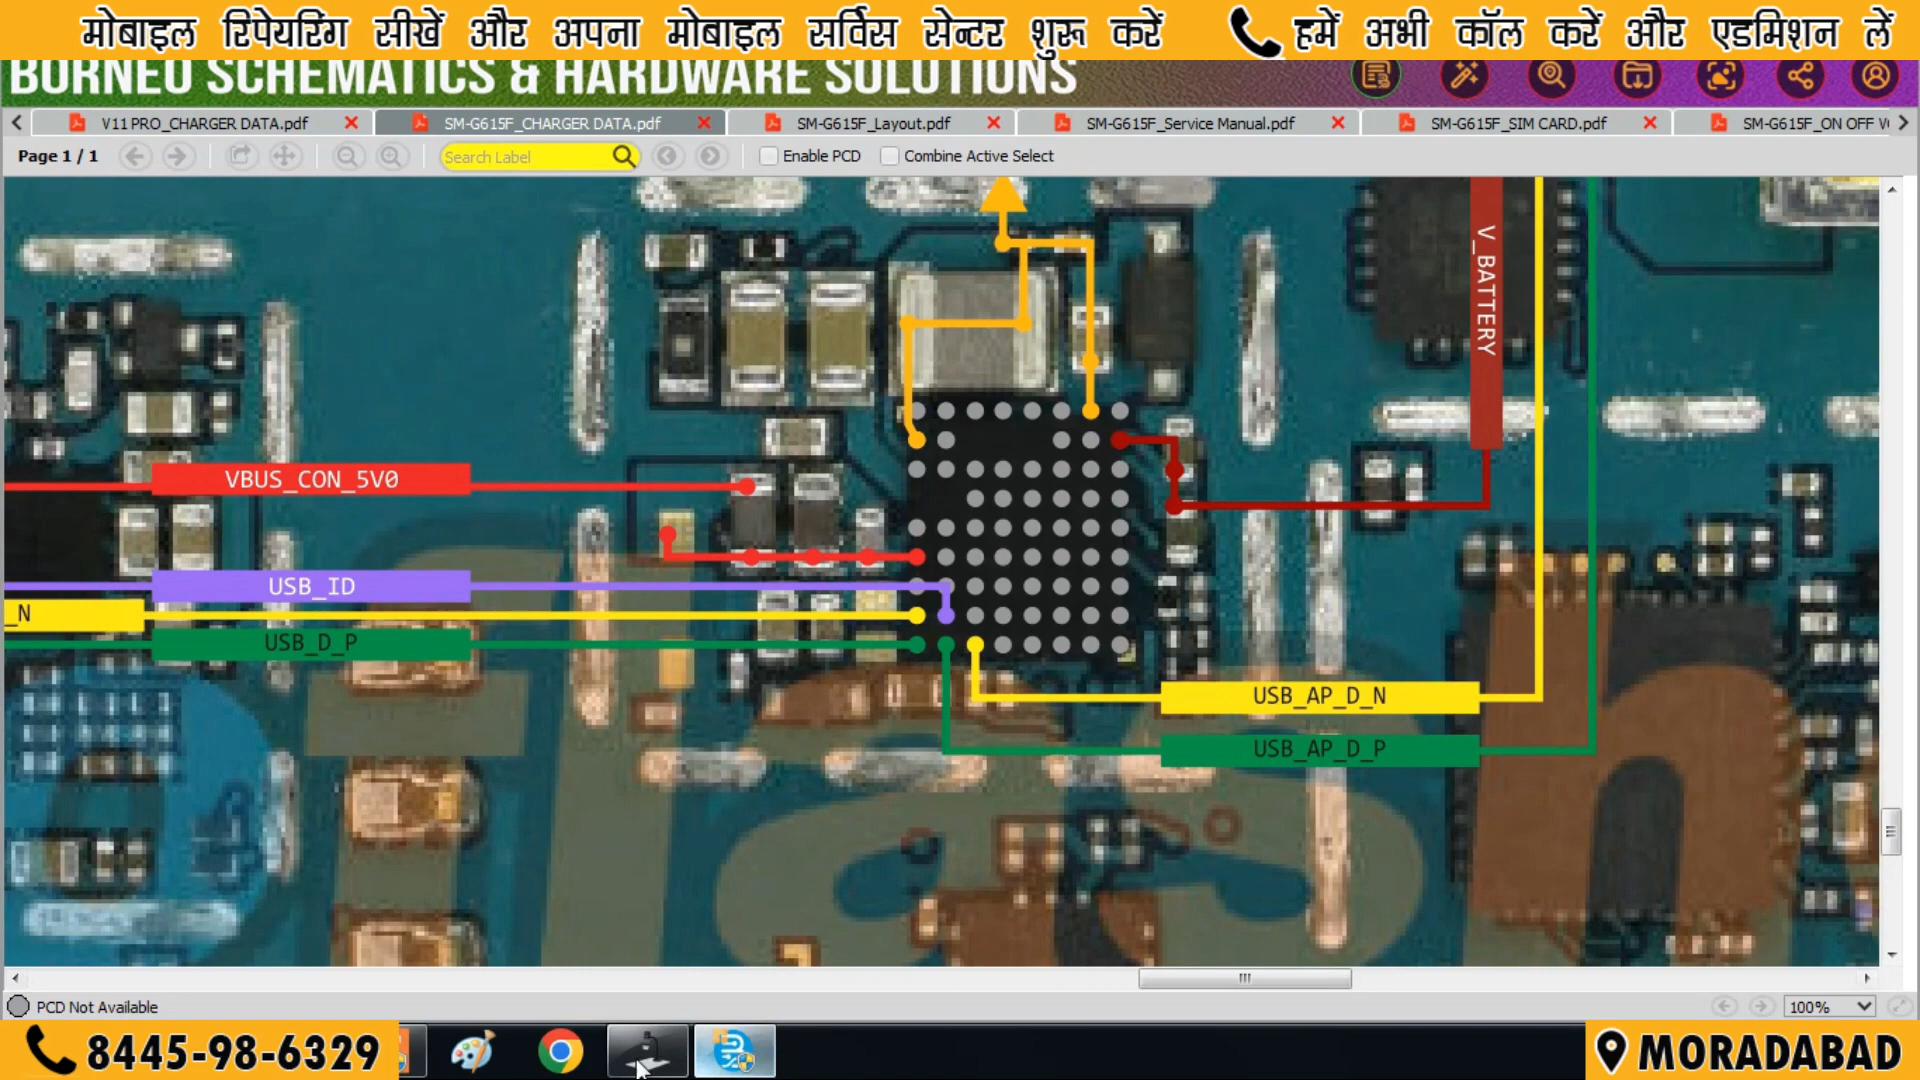 मोबाइल रिपेयरिंग सीखें और अपना मोबाइल सर्विस सेन्टर शुरू करें हमें अभी कॉल करें और एडमिशन लें
BORNEO SCHEMATICS & HARDWARE SOLUTIONS
V11 PRO_CHARGER DATA.pdf SM-G615F_CHARGER DATA.pdf SM-G615F_Layout.pdf SM-G615F_Service Manual.pdf SM-G615F_SIM CARD.pdf SM-G615F_ON OFF V
Page 1 / 1 Search Label Enable PCD Combine Active Select
V_BATTERY
VBUS_CON_5V0
USB_ID
_N
USB_D_P
USB_AP_D_N
USB_AP_D_P
PCD Not Available 100%
8445-98-6329 MORADABAD